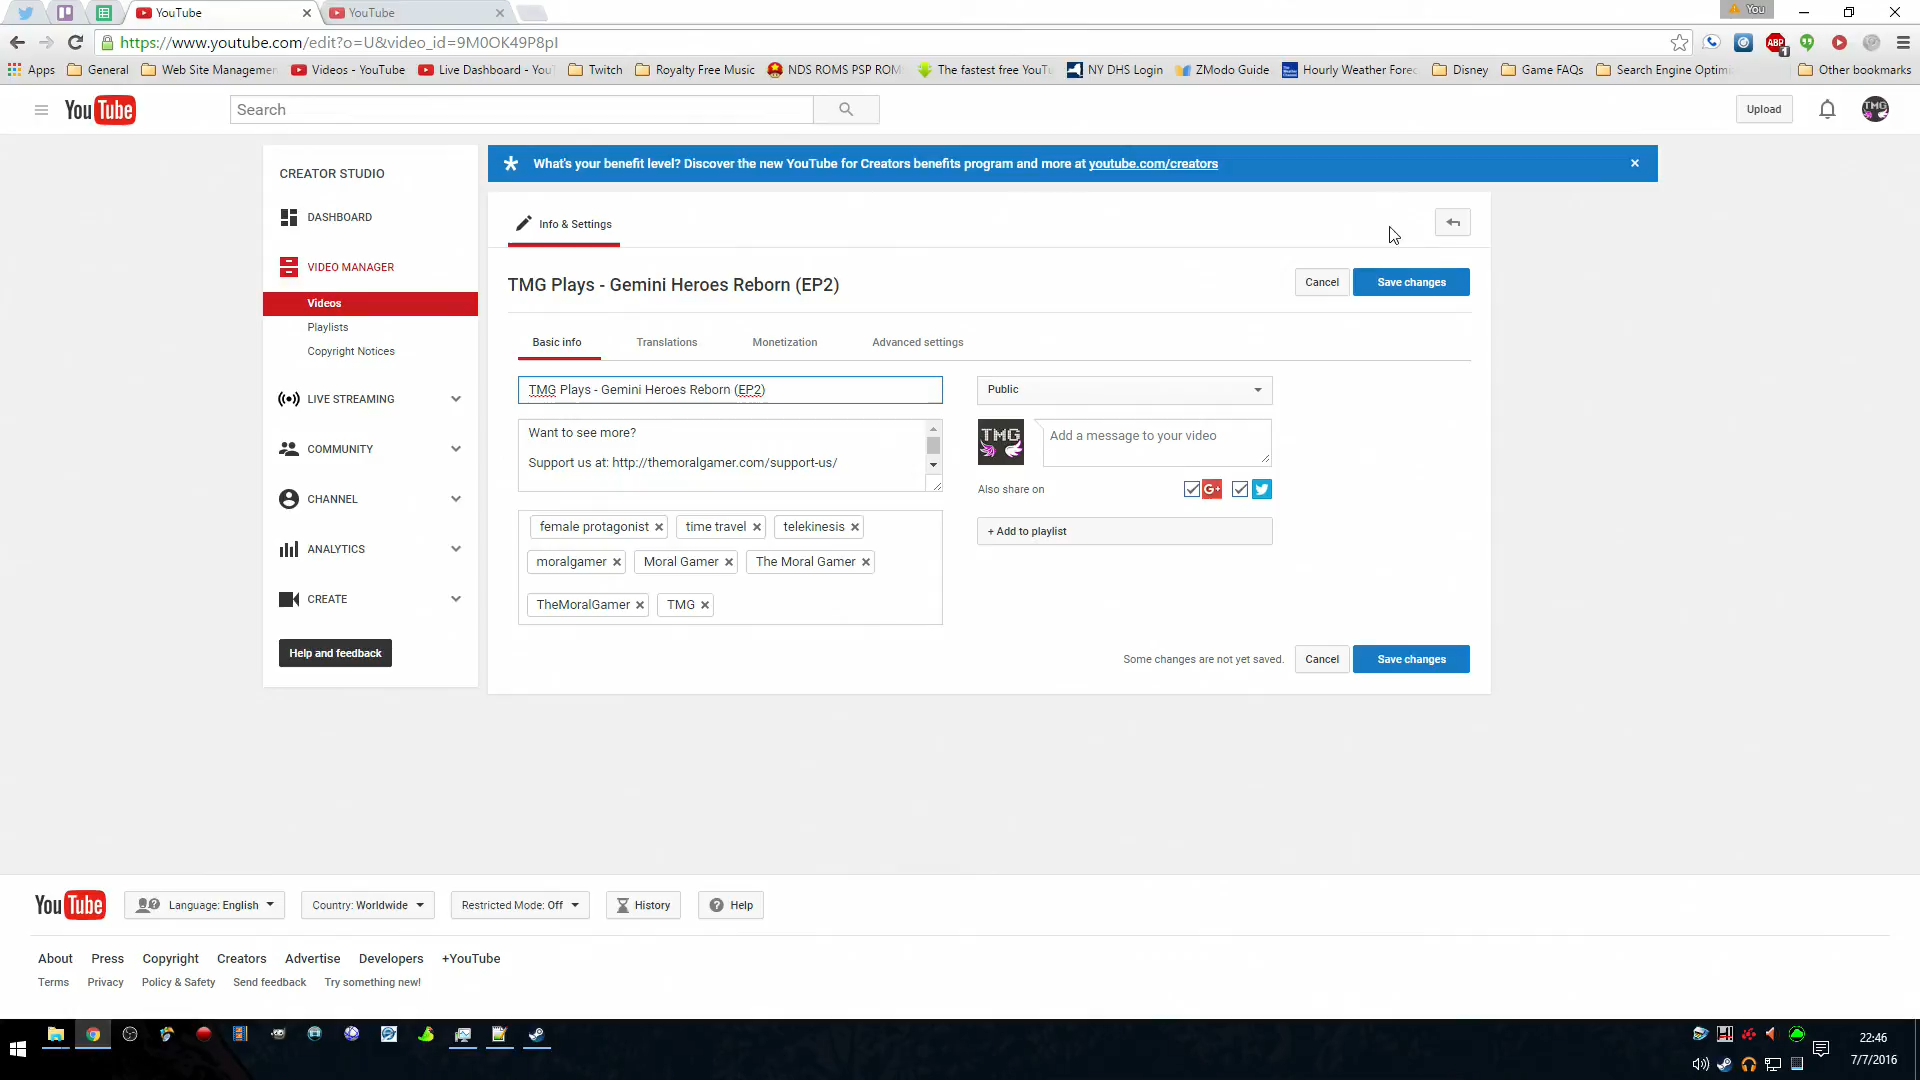 YouTube
YouTube
You
https://www.youtube.com/edit?o=U&video_id=9M0OK49P8pI
ABP
1
Apps
General
Web Site Managemen
Videos - YouTube
Live Dashboard - You
Twitch
Royalty Free Music
NDS ROMS PSP ROM
The fastest free YouTu
NY DHS Login
ZModo Guide
Hourly Weather Forec
Disney
Game FAQs
Search Engine Optim
Other bookmarks
YouTube
Search
Upload
TMG
CREATOR STUDIO
DASHBOARD
VIDEO MANAGER
Videos
Playlists
Copyright Notices
LIVE STREAMING
COMMUNITY
CHANNEL
ANALYTICS
CREATE
Help and feedback
What's your benefit level? Discover the new YouTube for Creators benefits program and more at youtube.com/creators
Info & Settings
TMG Plays - Gemini Heroes Reborn (EP2)
Cancel
Save changes
Basic info
Translations
Monetization
Advanced settings
TMG Plays - Gemini Heroes Reborn (EP2)
Want to see more?
Support us at: http://themoralgamer.com/support-us/
female protagonist
time travel
telekinesis
moralgamer
Moral Gamer
The Moral Gamer
TheMoralGamer
TMG
Public
TMG
Add a message to your video
Also share on
G+
+ Add to playlist
Some changes are not yet saved.
Cancel
Save changes
YouTube
Language: English
Country: Worldwide
Restricted Mode: Off
History
Help
About
Press
Copyright
Creators
Advertise
Developers
+YouTube
Terms
Privacy
Policy & Safety
Send feedback
Try something new!
22:46
7/7/2016